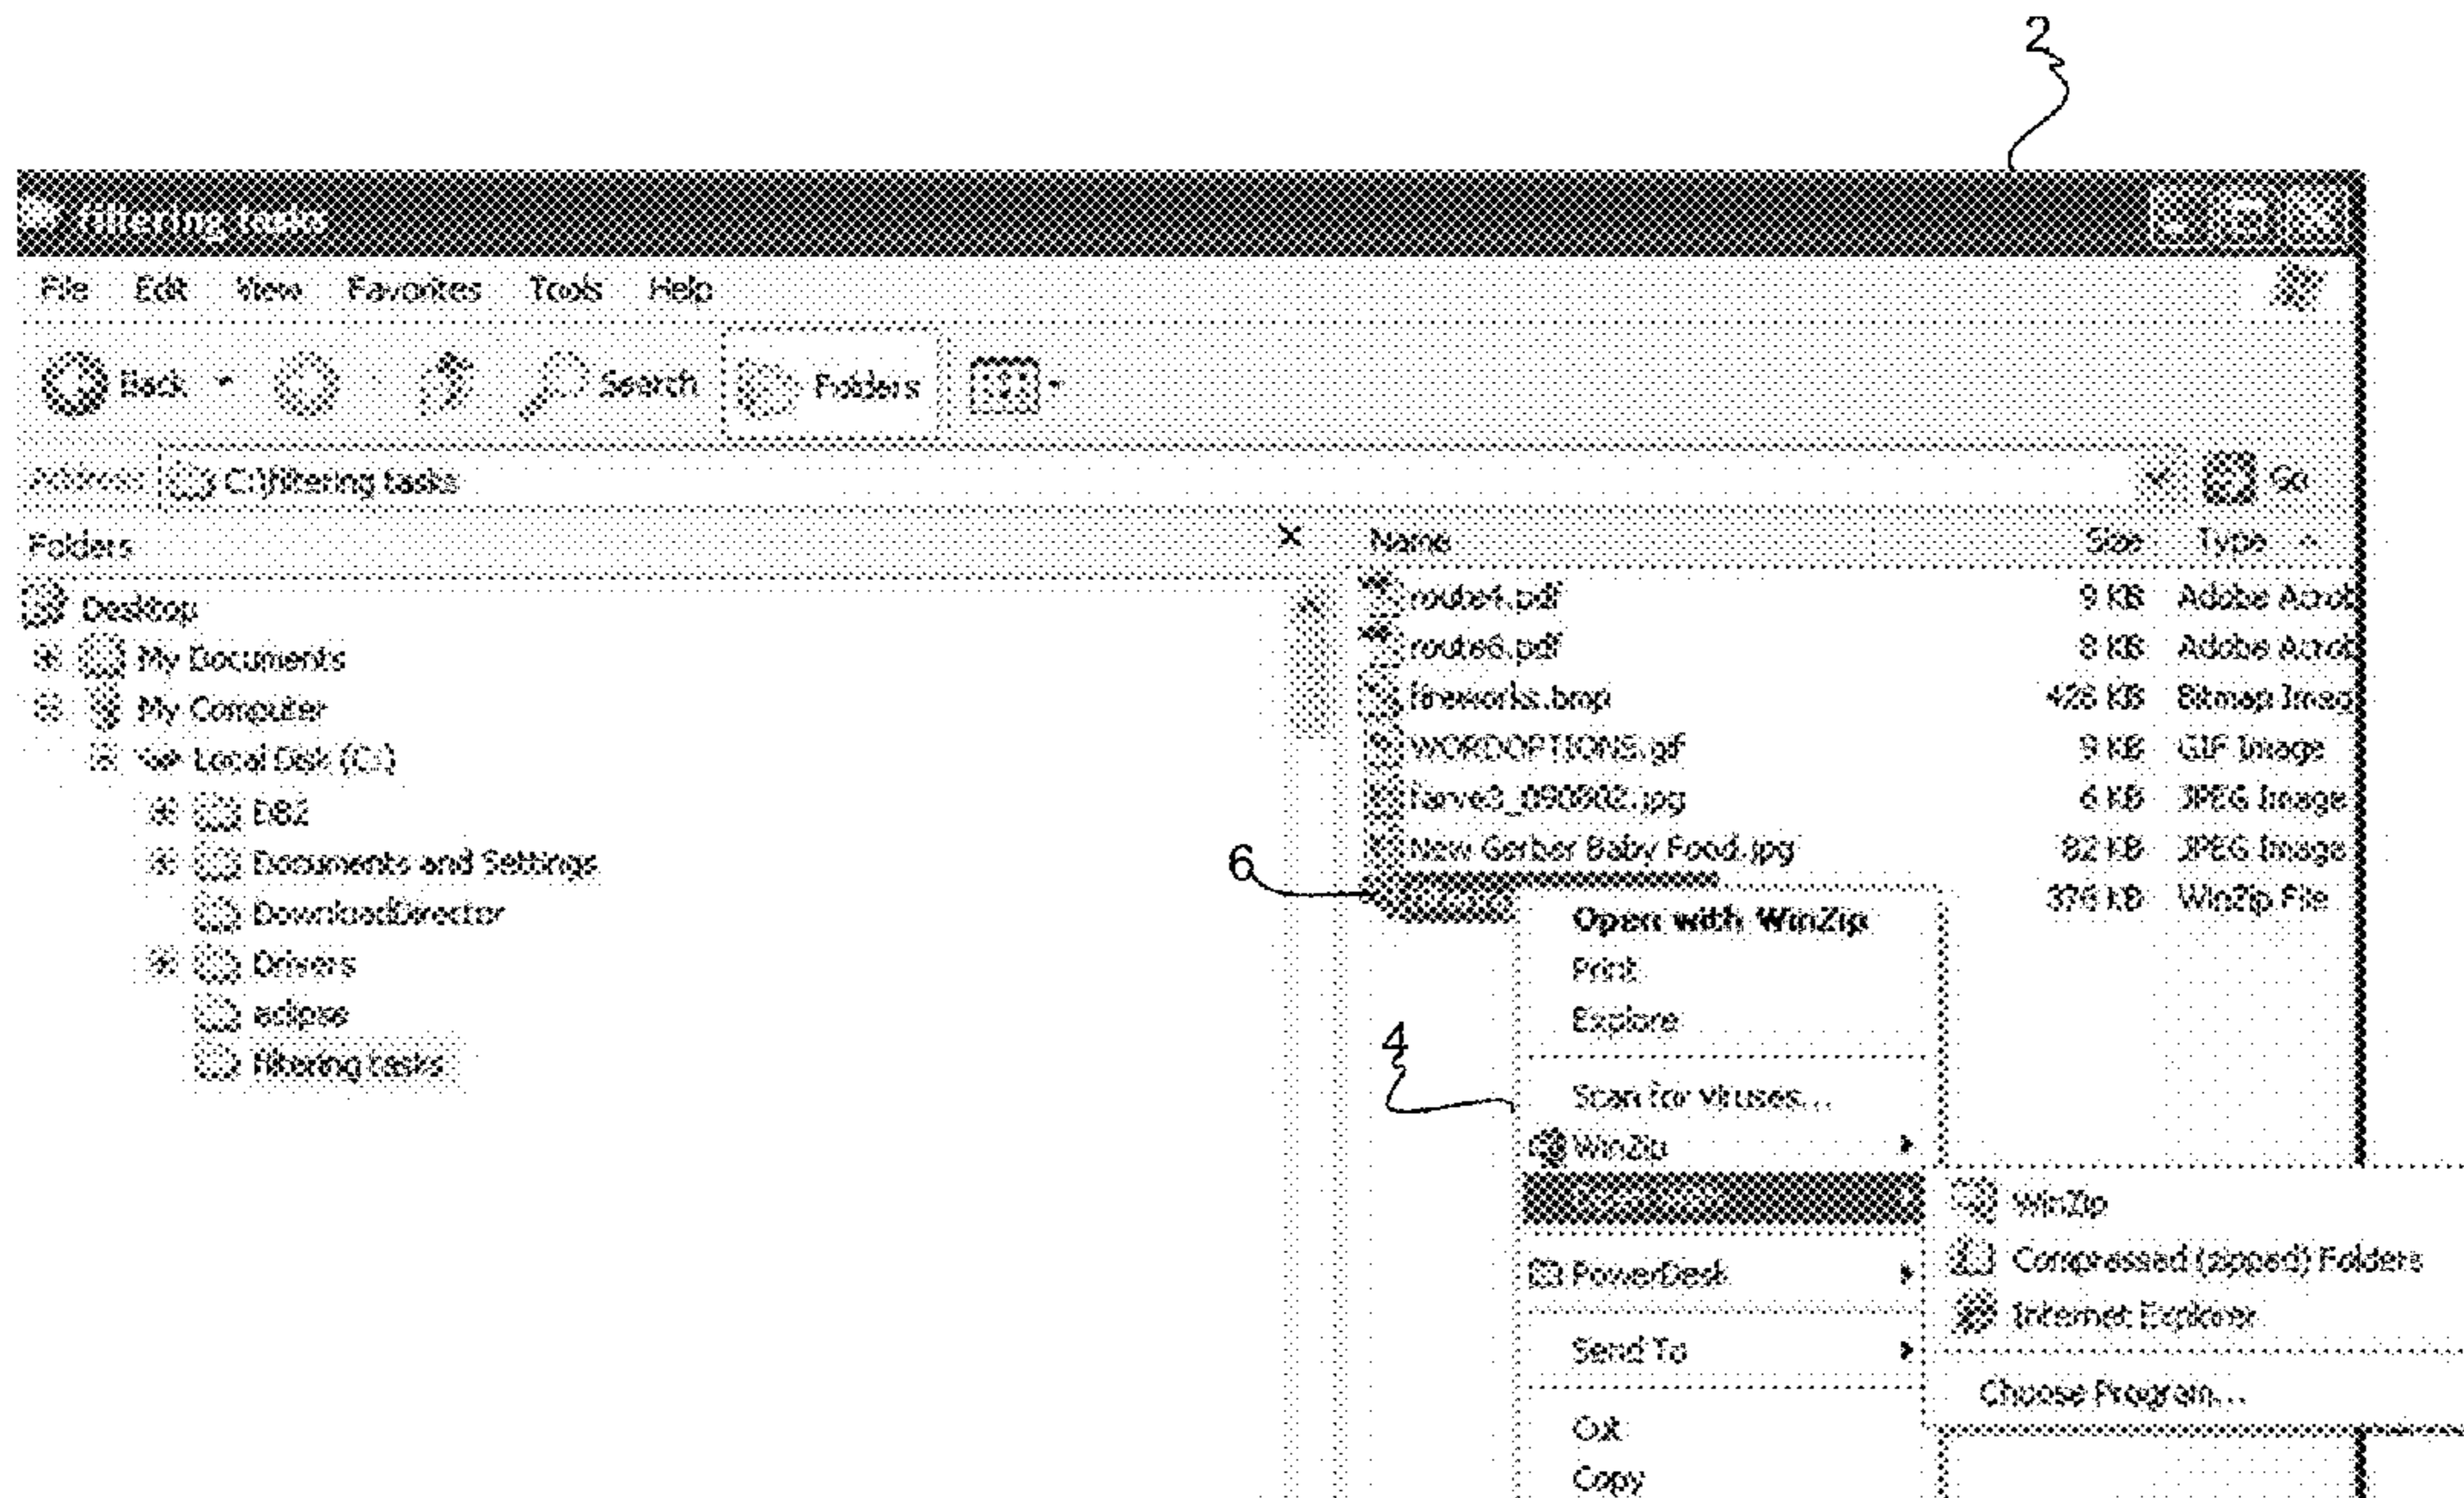 2
filtering tasks
File Edit View Favorites Tools Help
Back Search Folders
Address C:\filtering tasks Go
Folders
Name Size Type
Desktop
My Documents
My Computer
Local Disk (C:)
DB2
Documents and Settings
DownloadDirector
Drivers
eclipse
filtering tasks
route4.pdf 9 KB Adobe Acrob
route6.pdf 8 KB Adobe Acrob
fireworks.bmp 426 KB Bitmap Imag
WORDOPTIONS.gif 9 KB GIF Image
farve3_090802.jpg 6 KB JPEG Image
New Gerber Baby Food.jpg 82 KB JPEG Image
376 KB WinZip File
6
Open with WinZip
Print
Explore
4
Scan for viruses...
WinZip
PowerDesk
Send To
Cut
Copy
WinZip
Compressed (zipped) Folders
Internet Explorer
Choose Program...